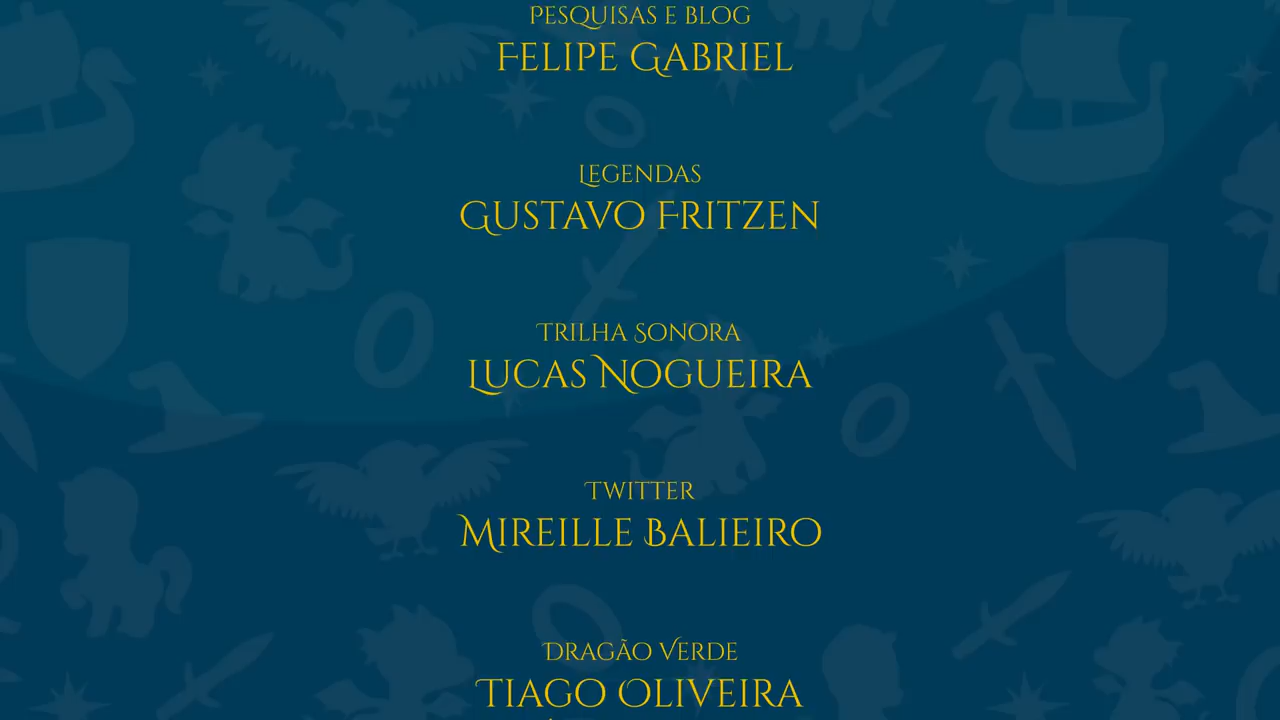 Pesquisas e Blog
Felipe Gabriel
Legendas
Gustavo Fritzen
Trilha Sonora
Lucas Nogueira
Twitter
Mireille Balieiro
Dragão Verde
Tiago Oliveira